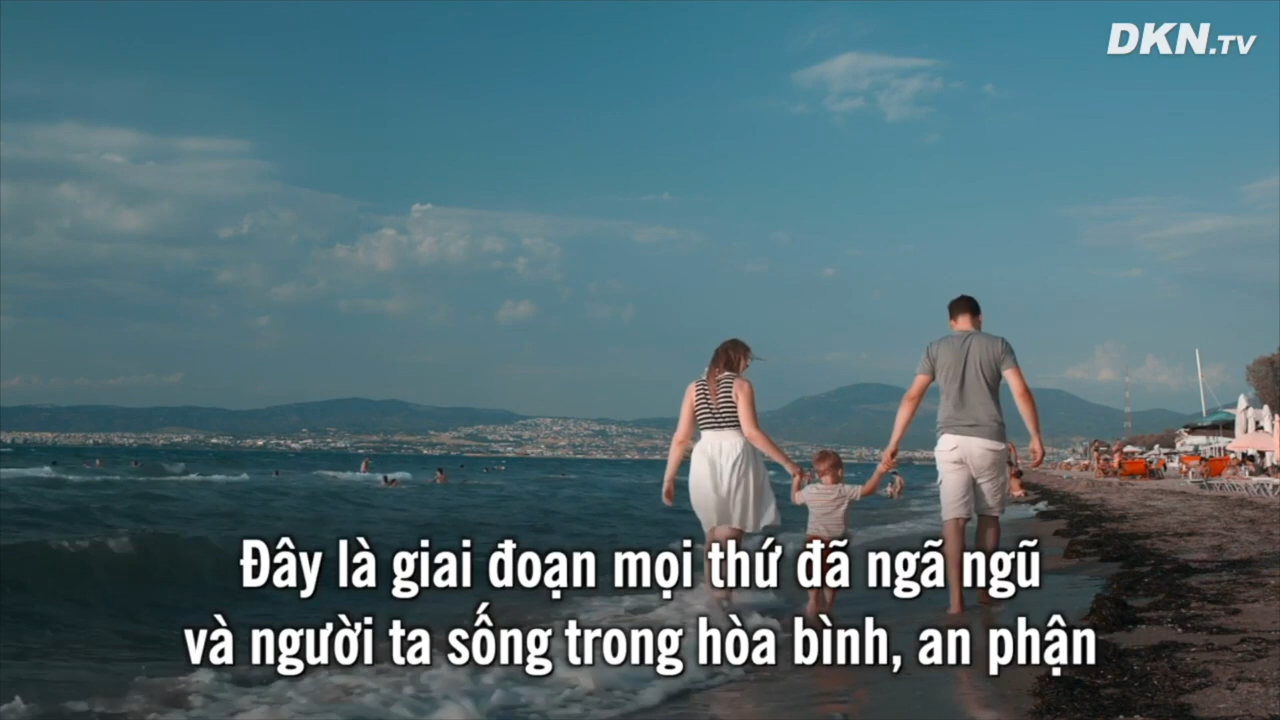 DKN.TV
Đây là giai đoạn mọi thứ đã ngã ngũ
và người ta sống trong hòa bình, an phận